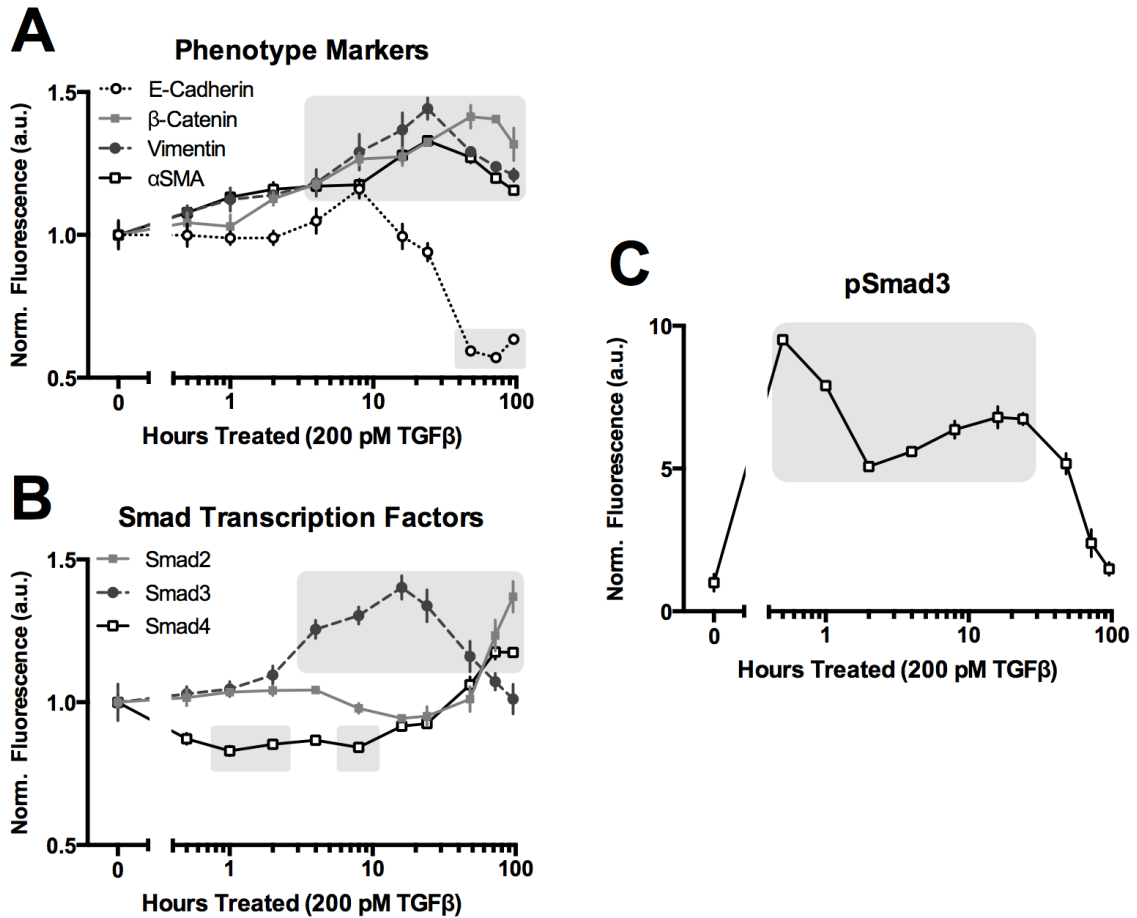 A
Phenotype Markers
E-Cadherin
β-Catenin
Vimentin
αSMA
Norm. Fluorescence (a.u.)
1.5
1.0
0.5
0
1
10
100
Hours Treated (200 pM TGFβ)
B
Smad Transcription Factors
Smad2
Smad3
Smad4
Norm. Fluorescence (a.u.)
1.5
1.0
0.5
0
1
10
100
Hours Treated (200 pM TGFβ)
C
pSmad3
Norm. Fluorescence (a.u.)
10
5
0
0
1
10
100
Hours Treated (200 pM TGFβ)